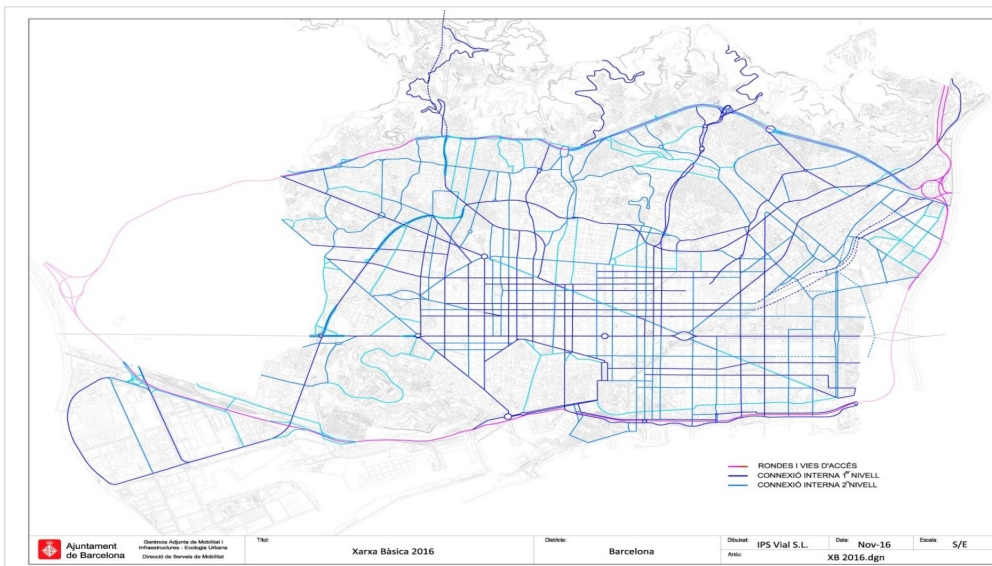 RONDES I VIES D'ACCÉS
CONNEXIÓ INTERNA 1er NIVELL
CONNEXIÓ INTERNA 2º NIVELL
Ajuntament
de Barcelona
Gerència Adjunta de Mobilitat i
Infraestructures - Ecologia Urbana
Direcció de Serveis de Mobilitat
Títol:
Xarxa Bàsica 2016
Districte:
Barcelona
Dibuixat: IPS Vial S.L.
Data: Nov-16
Escala: S/E
Arxiu: XB 2016.dgn